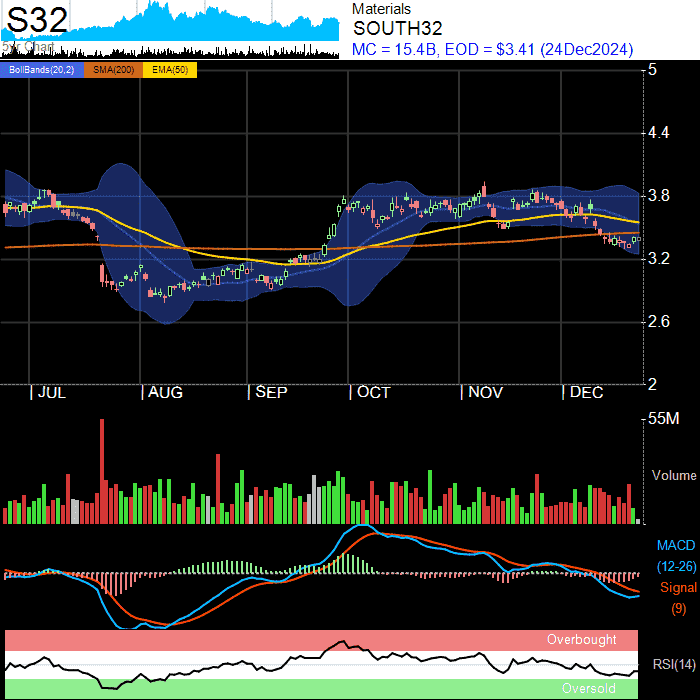 S32
5yr Chart
Materials
SOUTH32
MC = 15.4B, EOD = $3.41 (24Dec2024)
BollBands(20,2) SMA(200) EMA(50)
5
4.4
3.8
3.2
2.6
2
JUL AUG SEP OCT NOV DEC
55M
Volume
MACD
(12-26)
Signal
(9)
Overbought
RSI(14)
Oversold